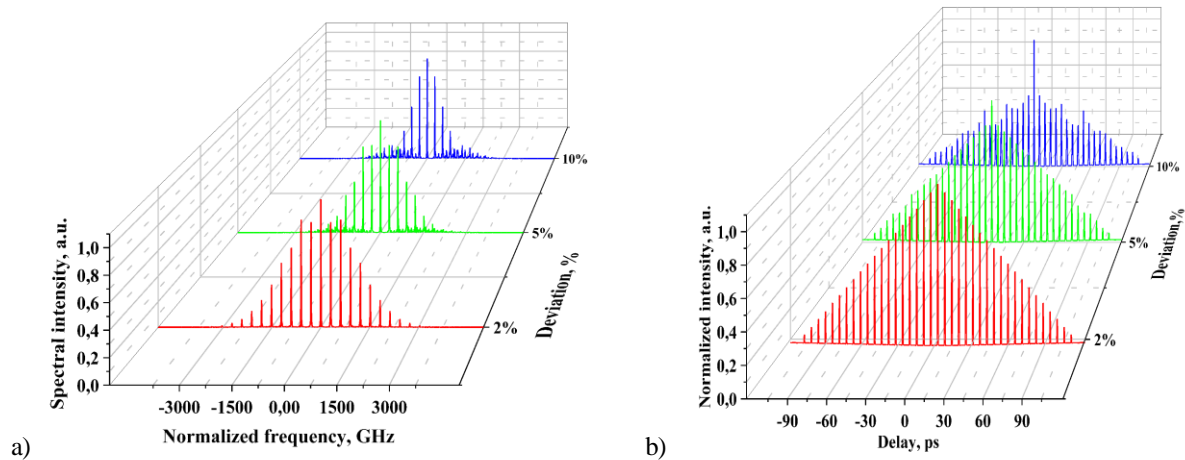 Spectral intensity, a.u.
1,0
0,8
0,6
0,4
0,2
0,0
-3000 -1500 0,00 1500 3000
Normalized frequency, GHz
2%
5%
10%
Deviation, %
a)
Normalized intensity, a.u.
1,0
0,8
0,6
0,4
0,2
0,0
-90 -60 -30 0 30 60 90
Delay, ps
2%
5%
10%
Deviation,%
b)